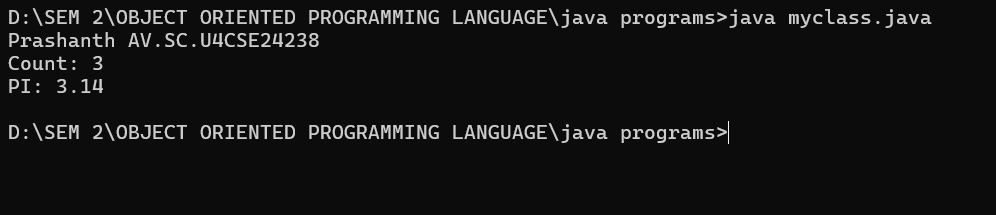 D:\SEM 2\OBJECT ORIENTED PROGRAMMING LANGUAGE\java programs>java myclass.java
Prashanth AV.SC.U4CSE24238
Count: 3
PI: 3.14
D:\SEM 2\OBJECT ORIENTED PROGRAMMING LANGUAGE\java programs>